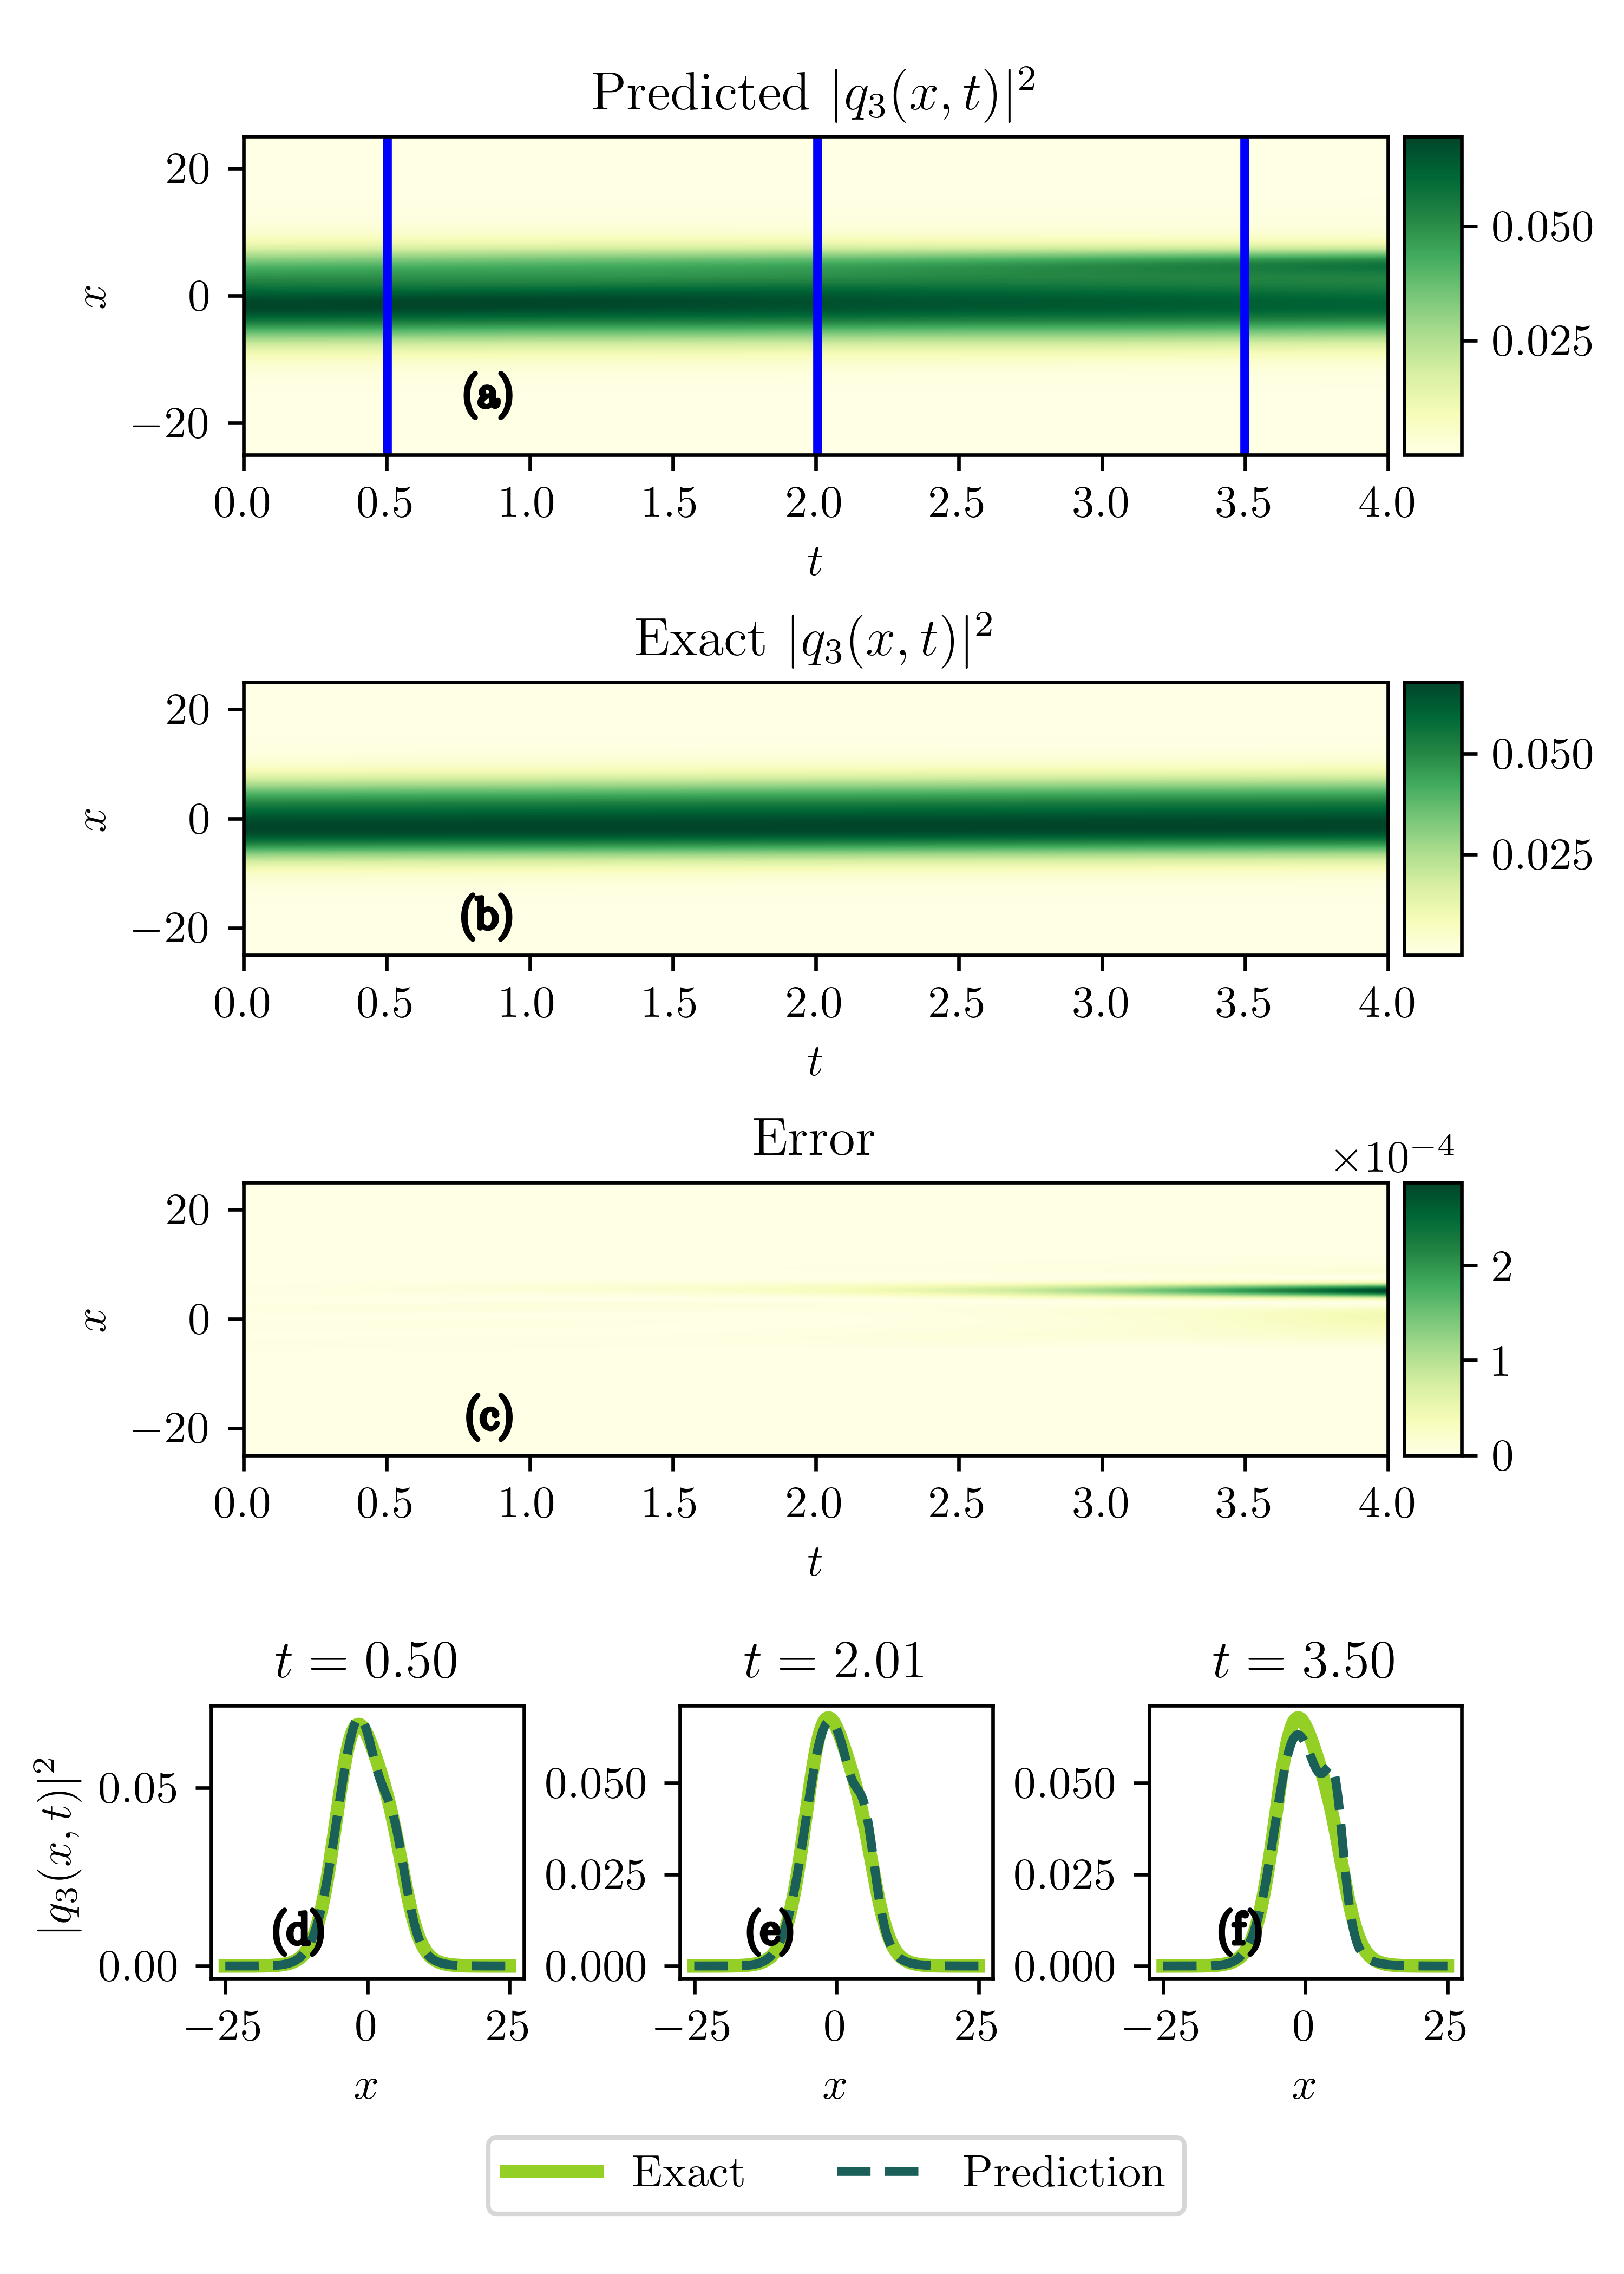 Predicted |q₃(x, t)|²
20
0
−20
x
(a)
0.050
0.025
0.0 0.5 1.0 1.5 2.0 2.5 3.0 3.5 4.0
t
Exact |q₃(x, t)|²
20
0
−20
x
(b)
0.050
0.025
0.0 0.5 1.0 1.5 2.0 2.5 3.0 3.5 4.0
t
Error
×10⁻⁴
20
0
−20
x
(c)
2
1
0
0.0 0.5 1.0 1.5 2.0 2.5 3.0 3.5 4.0
t
t = 0.50
|q₃(x, t)|²
0.05
0.00
(d)
−25 0 25
x
t = 2.01
0.050
0.025
0.000
(e)
−25 0 25
x
t = 3.50
0.050
0.025
0.000
(f)
−25 0 25
x
Exact Prediction